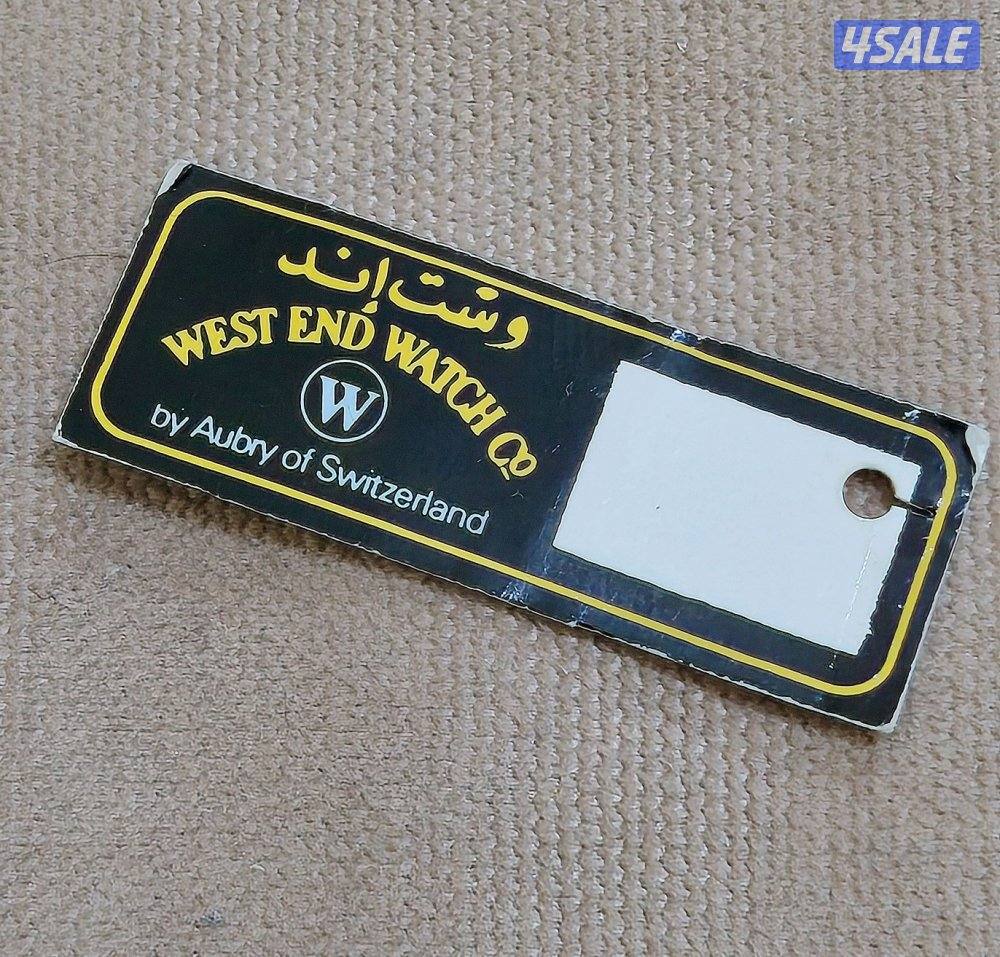 4SALE
وست إند
WEST END WATCH Co
W
by Aubry of Switzerland